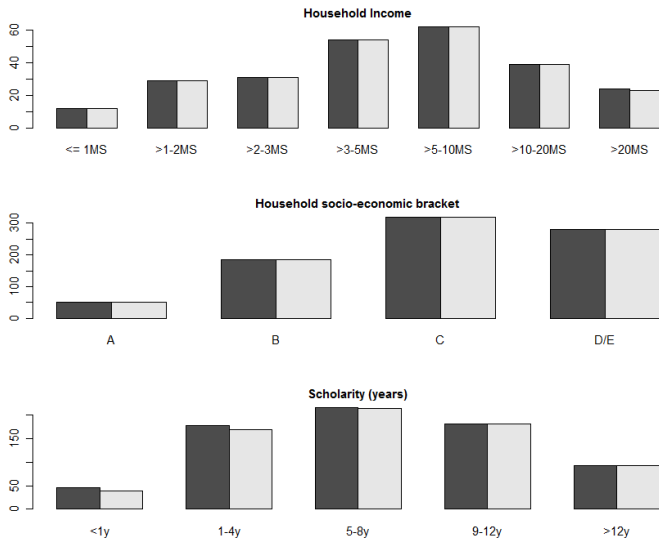 Household Income
60
40
20
0
<= 1MS >1-2MS >2-3MS >3-5MS >5-10MS >10-20MS >20MS
Household socio-economic bracket
300
200
100
0
A B C D/E
Scholarity (years)
150
50
0
<1y 1-4y 5-8y 9-12y >12y